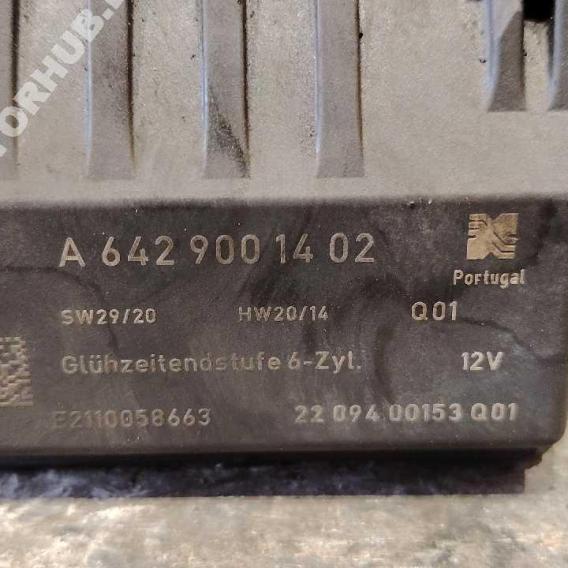 A 642 900 14 02
Portugal
SW29/20 HW20/14 Q01
Glühzeitendstufe 6-Zyl. 12V
E2110058663 22 094 00153 Q01